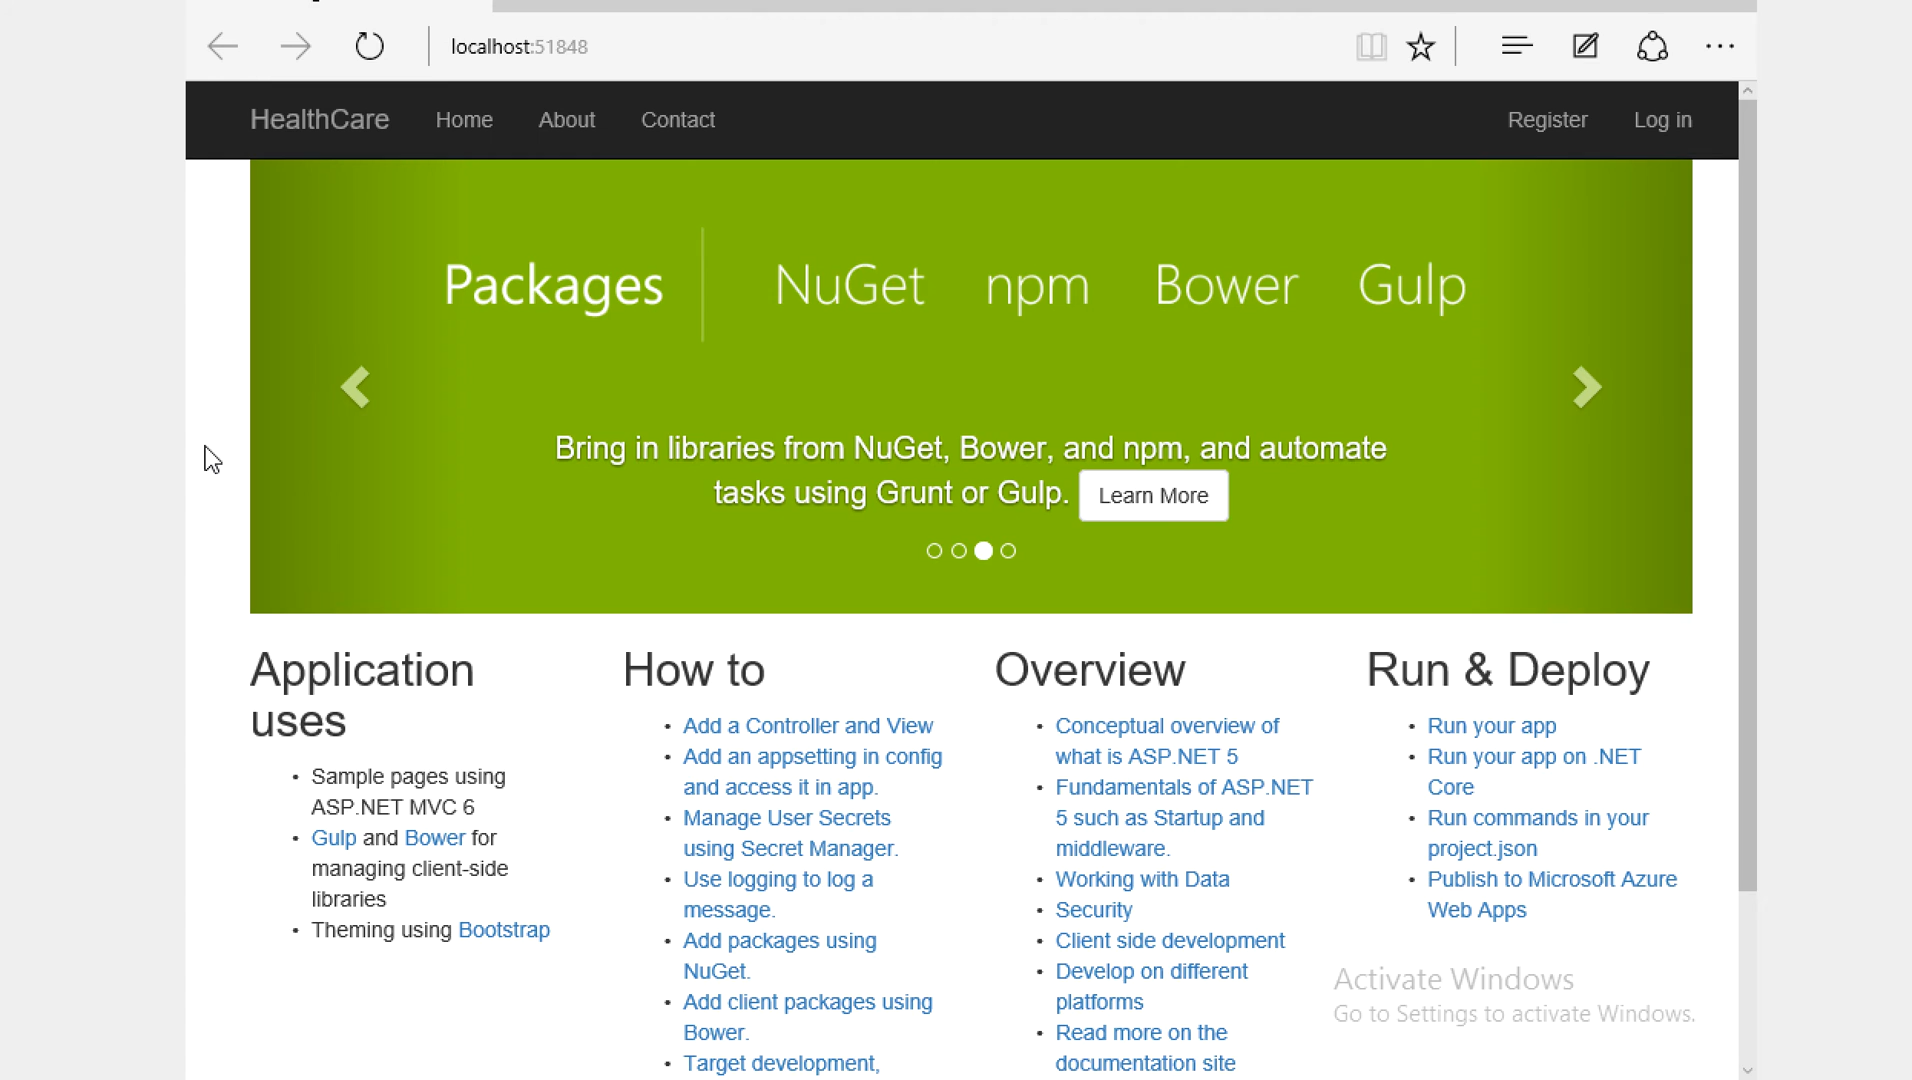 localhost:51848
HealthCare Home About Contact Register Log in
Packages NuGet npm Bower Gulp
Bring in libraries from NuGet, Bower, and npm, and automate
tasks using Grunt or Gulp. Learn More
Application
uses
Sample pages using
ASP.NET MVC 6
Gulp and Bower for
managing client-side
libraries
Theming using Bootstrap
How to
Add a Controller and View
Add an appsetting in config
and access it in app.
Manage User Secrets
using Secret Manager.
Use logging to log a
message.
Add packages using
NuGet.
Add client packages using
Bower.
Target development,
Overview
Conceptual overview of
what is ASP.NET 5
Fundamentals of ASP.NET
5 such as Startup and
middleware.
Working with Data
Security
Client side development
Develop on different
platforms
Read more on the
documentation site
Run & Deploy
Run your app
Run your app on .NET
Core
Run commands in your
project.json
Publish to Microsoft Azure
Web Apps
Activate Windows
Go to Settings to activate Windows.